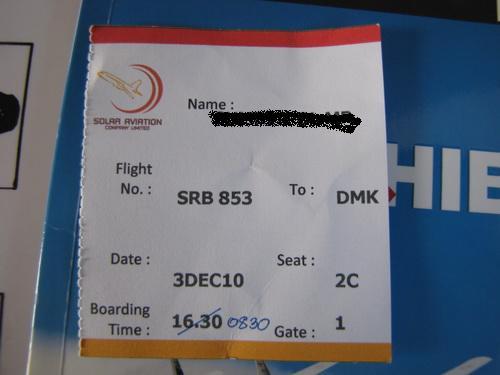 SOLAR AVIATION
COMPANY LIMITED
Name :
Flight
No. : SRB 853 To : DMK
Date : 3DEC10 Seat : 2C
Boarding
Time : 16.30 0830 Gate : 1
HIE